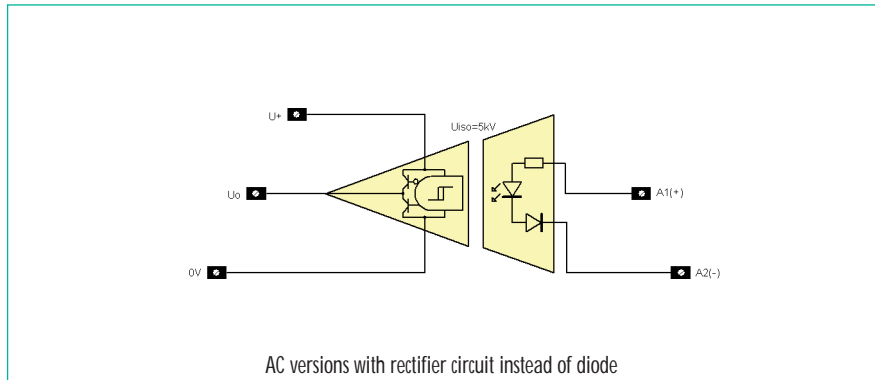 U+
Uiso=5kV
Uo
A1(+)
0V
A2(-)
AC versions with rectifier circuit instead of diode